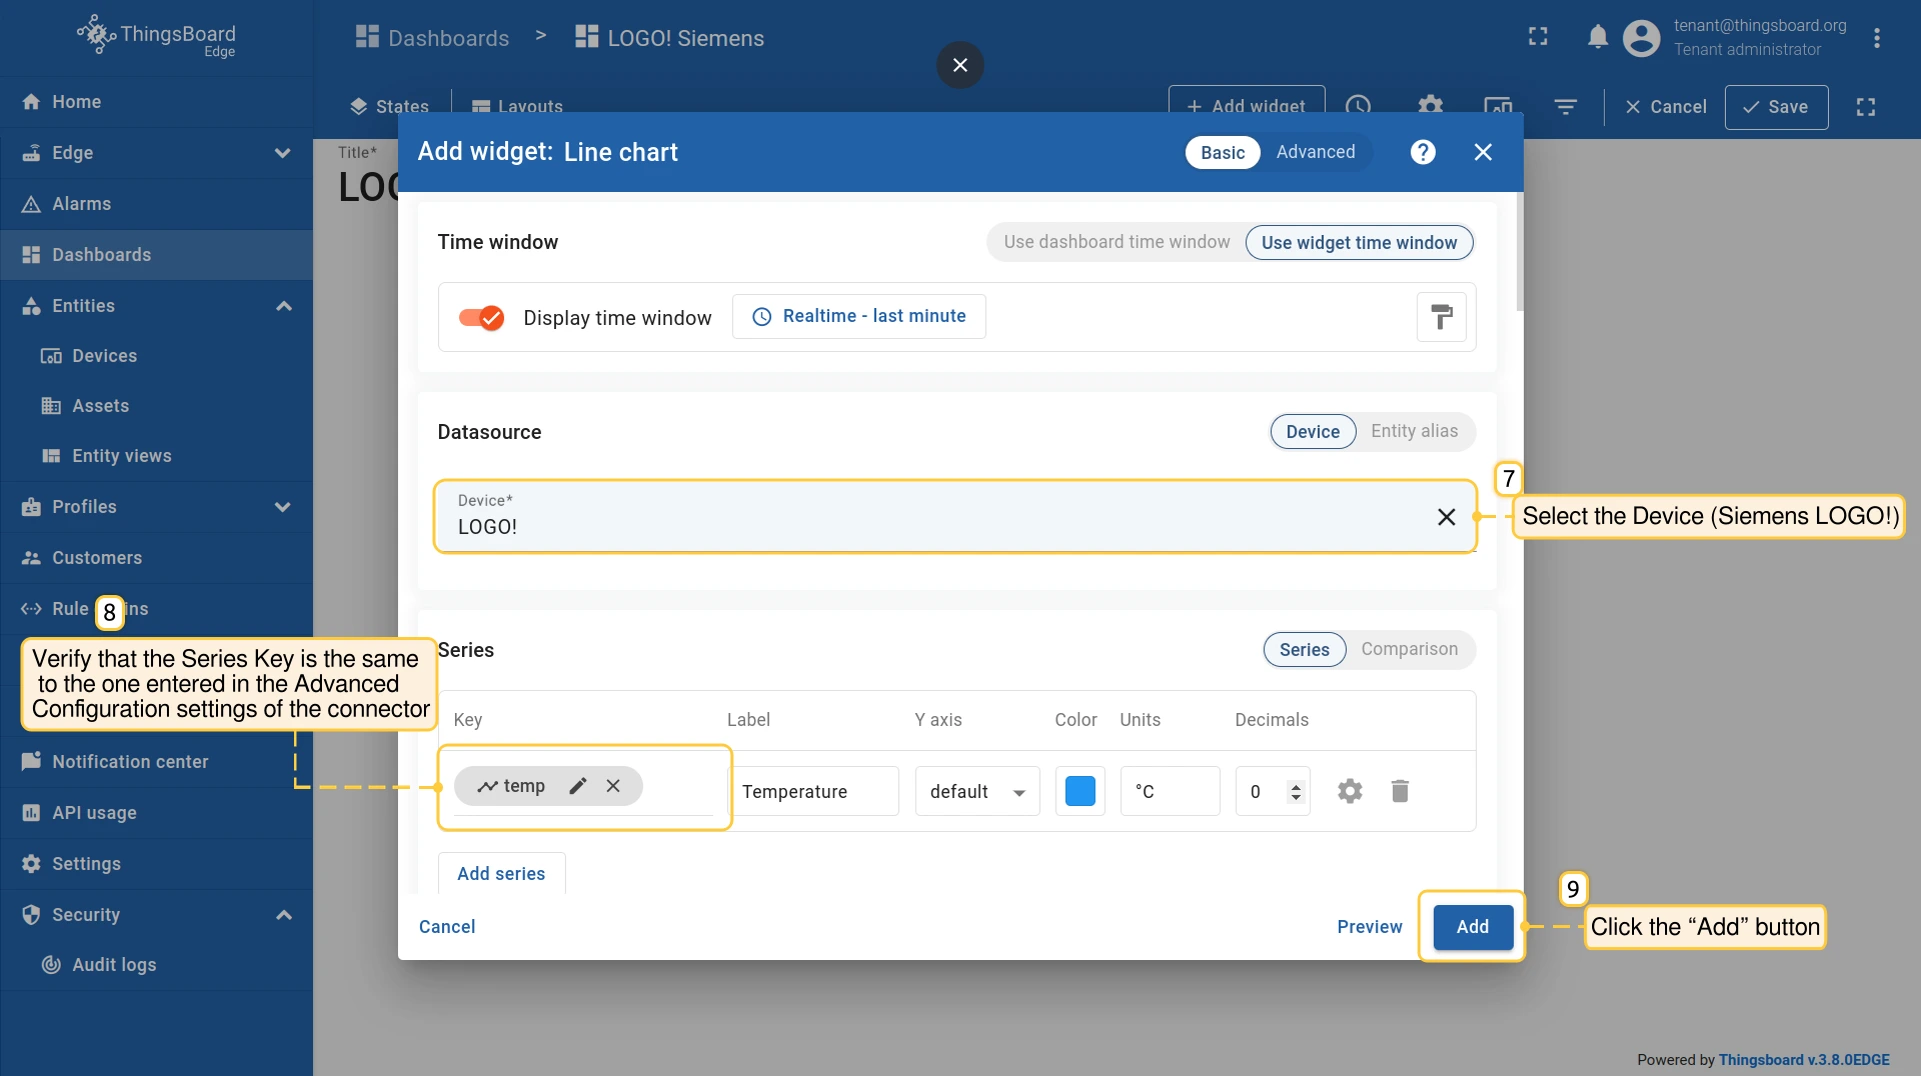 ThingsBoard
Edge
Dashboards > LOGO! Siemens
tenant@thingsboard.org
Tenant administrator
Home
Edge
Alarms
Dashboards
Entities
Devices
Assets
Entity views
Profiles
Customers
Rule ins
Notification center
API usage
Settings
Security
Audit logs
States
Layouts
Add widget
Cancel
Save
Title*
LOG
Add widget: Line chart
Basic
Advanced
Time window
Use dashboard time window
Use widget time window
Display time window
Realtime - last minute
Datasource
Device
Entity alias
Device*
LOGO!
7
Select the Device (Siemens LOGO!)
Series
Series
Comparison
8
Verify that the Series Key is the same
to the one entered in the Advanced
Configuration settings of the connector
Key Label Y axis Color Units Decimals
temp Temperature default °C 0
Add series
Cancel
Preview
Add
9
Click the “Add” button
Powered by Thingsboard v.3.8.0EDGE